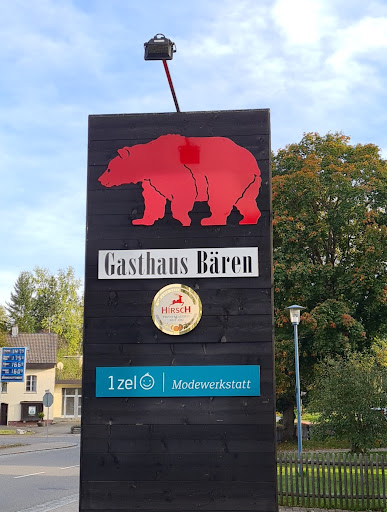 Gasthaus Bären
HIRSCH
1zel
Modewerkstatt